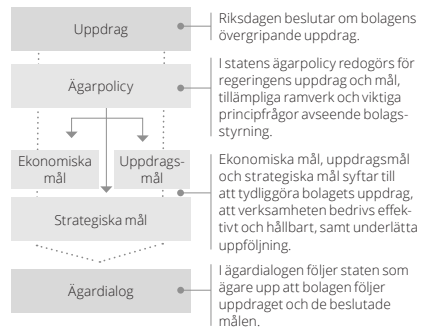 Uppdrag
Riksdagen beslutar om bolagens
övergripande uppdrag.
Ägarpolicy
I statens ägarpolicy redogörs för
regeringens uppdrag och mål,
tillämpliga ramverk och viktiga
principfrågor avseende bolags-
styrning.
Ekonomiska
mål
Uppdrags-
mål
Strategiska mål
Ekonomiska mål, uppdragsmål
och strategiska mål syftar till
att tydliggöra bolagets uppdrag,
att verksamheten bedrivs effek-
tivt och hållbart, samt underlätta
uppföljning.
Ägardialog
I ägardialogen följer staten som
ägare upp att bolagen följer
uppdraget och de beslutade
målen.